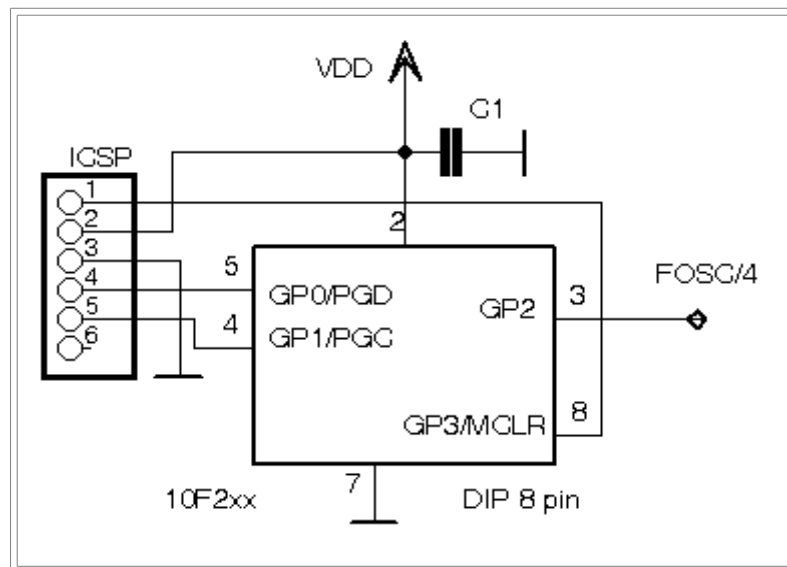 VDD
C1
ICSP
1
2
3
4
5
6
2
5
4
GP0/PGD
GP1/PGC
GP2
3
FOSC/4
GP3/MCLR
8
7
10F2xx
DIP 8 pin